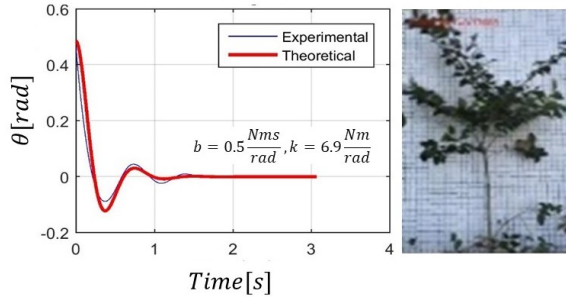 0.6
0.4
0.2
0
-0.2
θ[rad]
Experimental
Theoretical
b = 0.5 Nms/rad, k = 6.9 Nm/rad
0 1 2 3 4
Time[s]